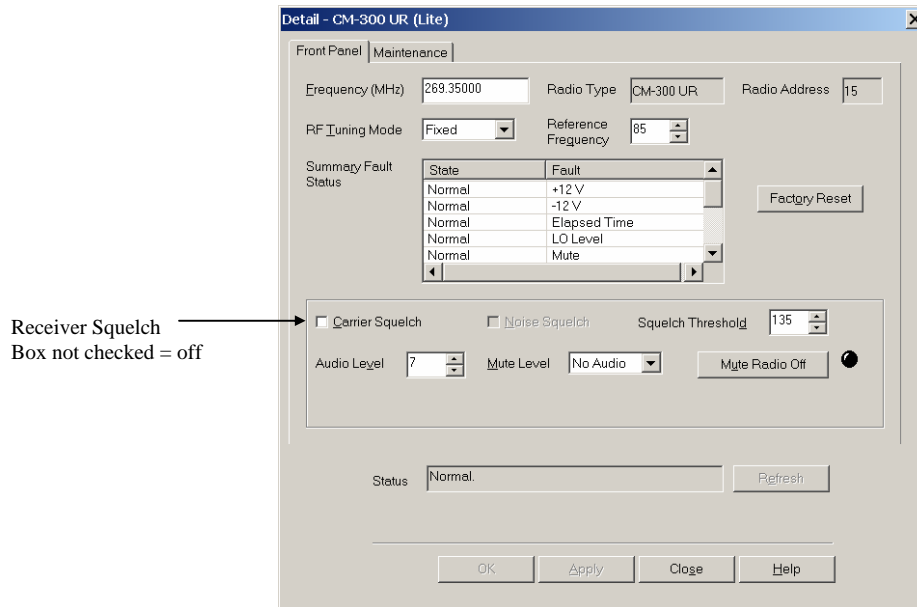 Detail - CM-300 UR (Lite)
Front Panel Maintenance
Frequency (MHz) 269.35000 Radio Type CM-300 UR Radio Address 15
RF Tuning Mode Fixed Reference Frequency 85
Summary Fault Status
State Fault
Normal +12 V
Normal -12 V
Normal Elapsed Time
Normal LO Level
Normal Mute
Factory Reset
Receiver Squelch
Box not checked = off
Carrier Squelch Noise Squelch Squelch Threshold 135
Audio Level 7 Mute Level No Audio Mute Radio Off
Status Normal. Refresh
OK Apply Close Help